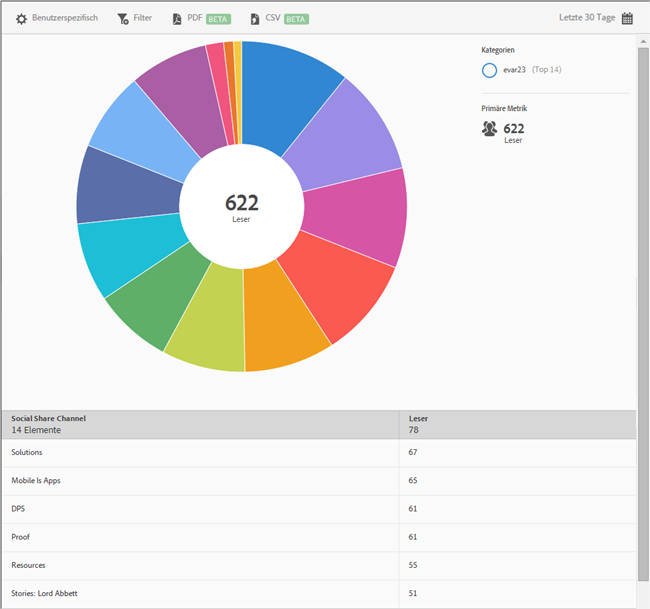 Benutzerspezifisch Filter PDF BETA CSV BETA Letzte 30 Tage
Kategorien
evar23 (Top 14)
Primäre Metrik
622
Leser
622
Leser
Social Share Channel Leser
14 Elemente 78
Solutions 67
Mobile Is Apps 65
DPS 61
Proof 61
Resources 55
Stories: Lord Abbett 51